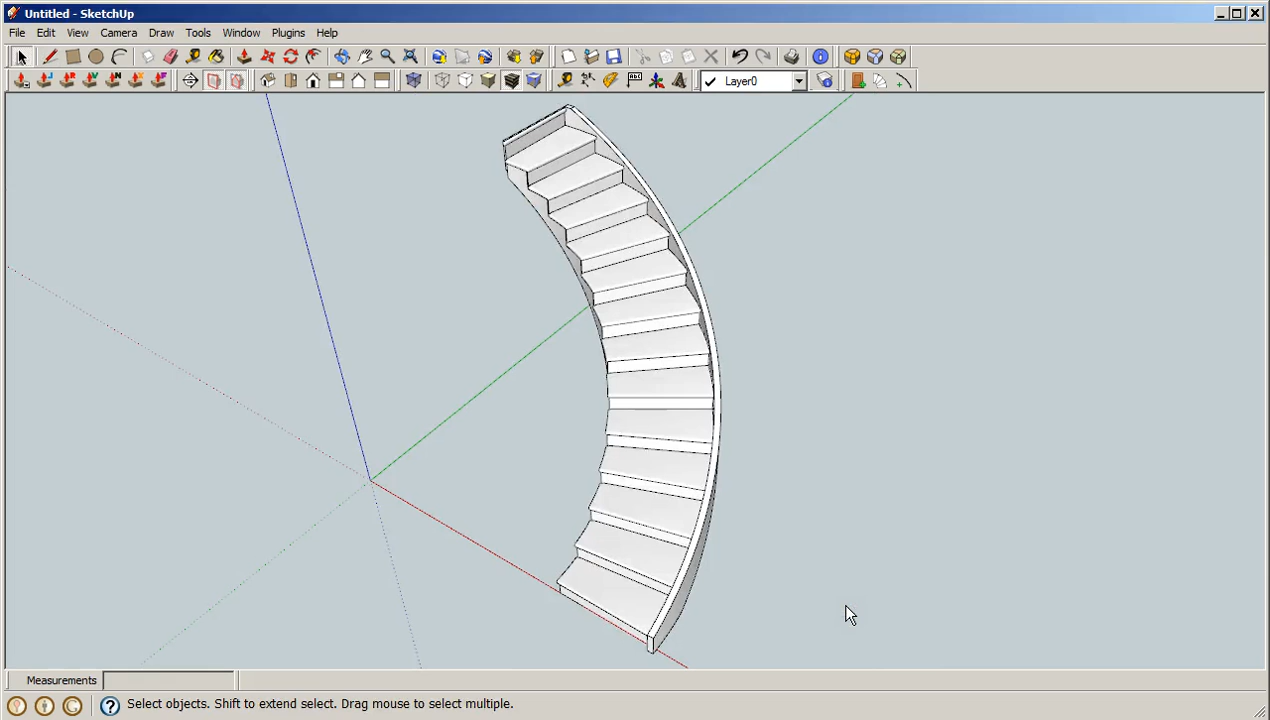 Untitled - SketchUp
File Edit View Camera Draw Tools Window Plugins Help
Layer0
Measurements
Select objects. Shift to extend select. Drag mouse to select multiple.